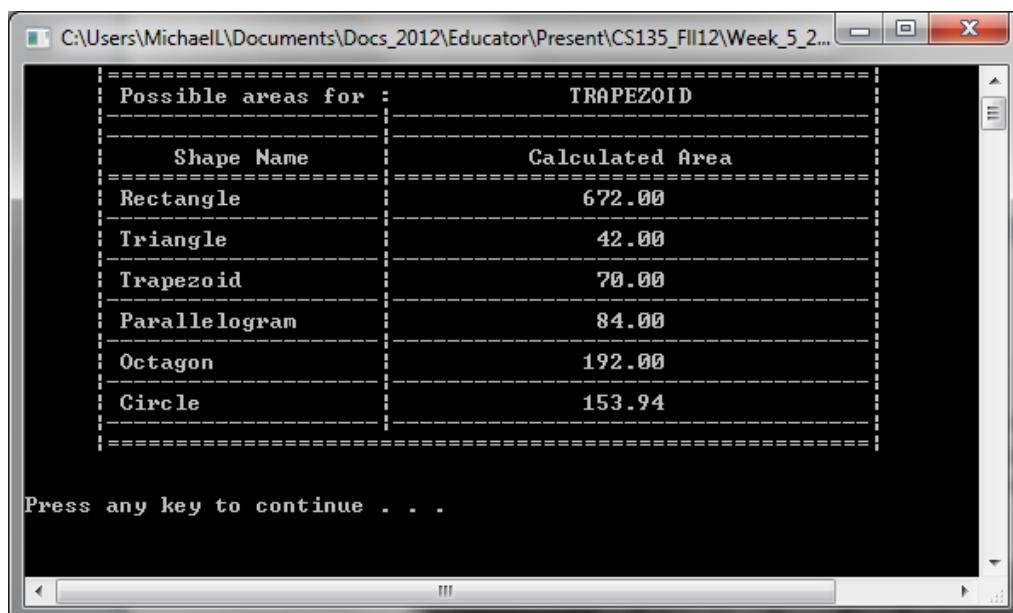 C:\Users\MichaelL\Documents\Docs_2012\Educator\Present\CS135_Fll12\Week_5_2...
Possible areas for : TRAPEZOID
Shape Name Calculated Area
Rectangle 672.00
Triangle 42.00
Trapezoid 70.00
Parallelogram 84.00
Octagon 192.00
Circle 153.94
Press any key to continue . . .